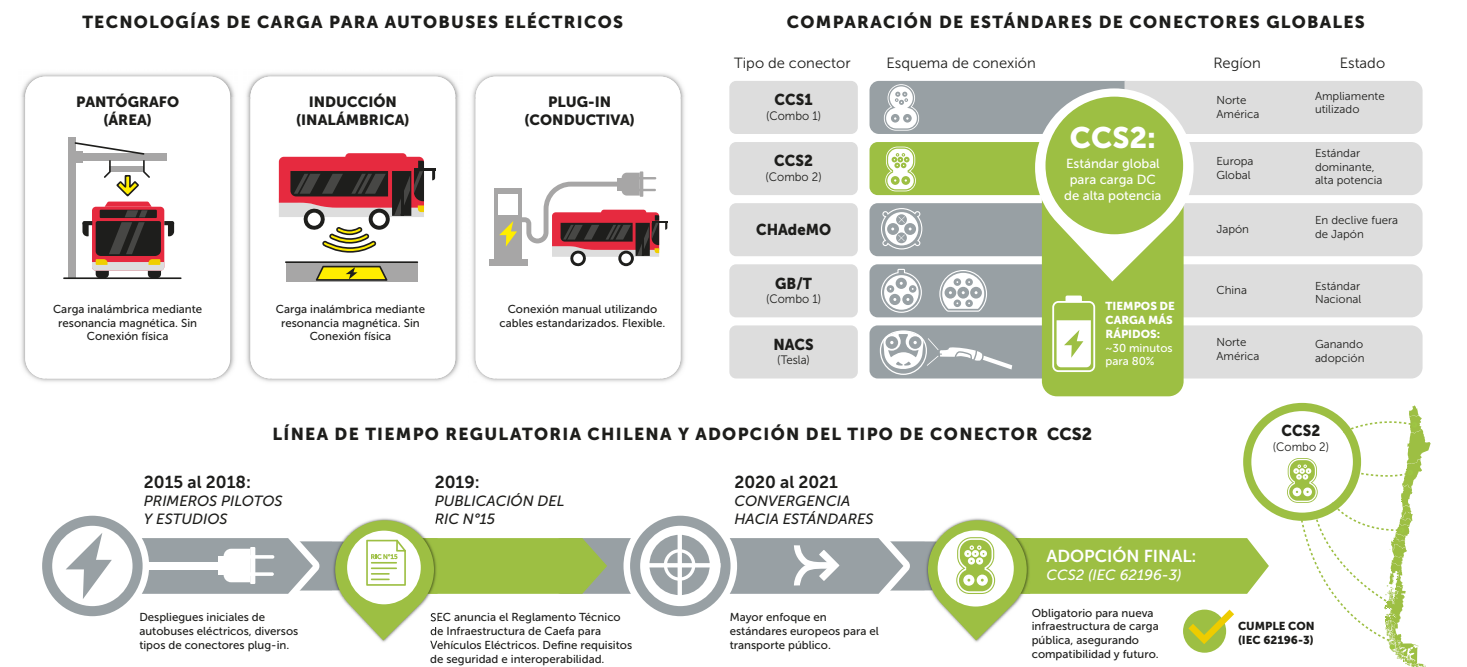 TECNOLOGÍAS DE CARGA PARA AUTOBUSES ELÉCTRICOS
PANTÓGRAFO
(ÁREA)
Carga inalámbrica mediante
resonancia magnética. Sin
Conexión física
INDUCCIÓN
(INALÁMBRICA)
Carga inalámbrica mediante
resonancia magnética. Sin
Conexión física
PLUG-IN
(CONDUCTIVA)
Conexión manual utilizando
cables estandarizados. Flexible.
COMPARACIÓN DE ESTÁNDARES DE CONECTORES GLOBALES
Tipo de conector
Esquema de conexión
Regíon
Estado
CCS1
(Combo 1)
Norte
América
Ampliamente
utilizado
CCS2
(Combo 2)
Europa
Global
Estándar
dominante,
alta potencia
CHAdeMO
Japón
En declive fuera
de Japón
GB/T
(Combo 1)
China
Estándar
Nacional
NACS
(Tesla)
Norte
América
Ganando
adopción
CCS2:
Estándar global
para carga DC
de alta potencia
TIEMPOS DE
CARGA MÁS
RÁPIDOS:
~30 minutos
para 80%
LÍNEA DE TIEMPO REGULATORIA CHILENA Y ADOPCIÓN DEL TIPO DE CONECTOR CCS2
2015 al 2018:
PRIMEROS PILOTOS
Y ESTUDIOS
Despliegues iniciales de
autobuses eléctricos, diversos
tipos de conectores plug-in.
RIC N°15
2019:
PUBLICACIÓN DEL
RIC N°15
SEC anuncia el Reglamento Técnico
de Infraestructura de Caefa para
Vehículos Eléctricos. Define requisitos
de seguridad e interoperabilidad.
2020 al 2021
CONVERGENCIA
HACIA ESTÁNDARES
Mayor enfoque en
estándares europeos para el
transporte público.
ADOPCIÓN FINAL:
CCS2 (IEC 62196-3)
Obligatorio para nueva
infraestructura de carga
pública, asegurando
compatibilidad y futuro.
CUMPLE CON
(IEC 62196-3)
CCS2
(Combo 2)